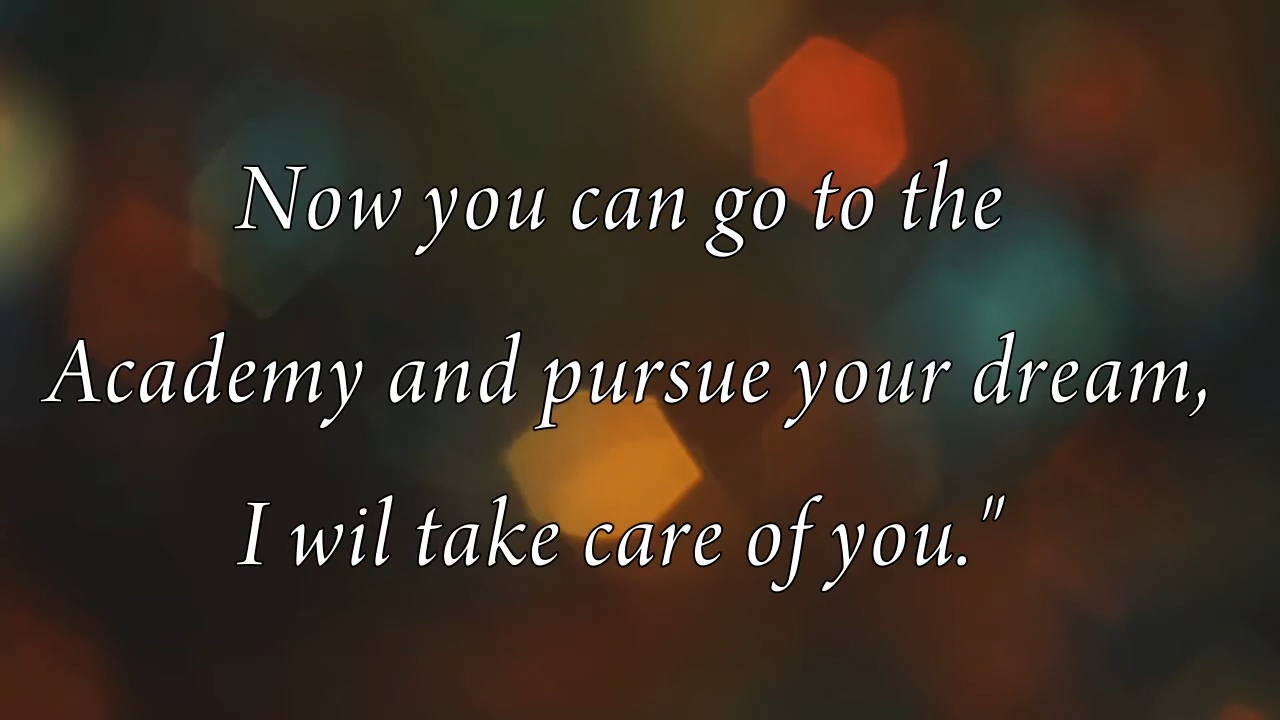 Now you can go to the
Academy and pursue your dream,
I wil take care of you."